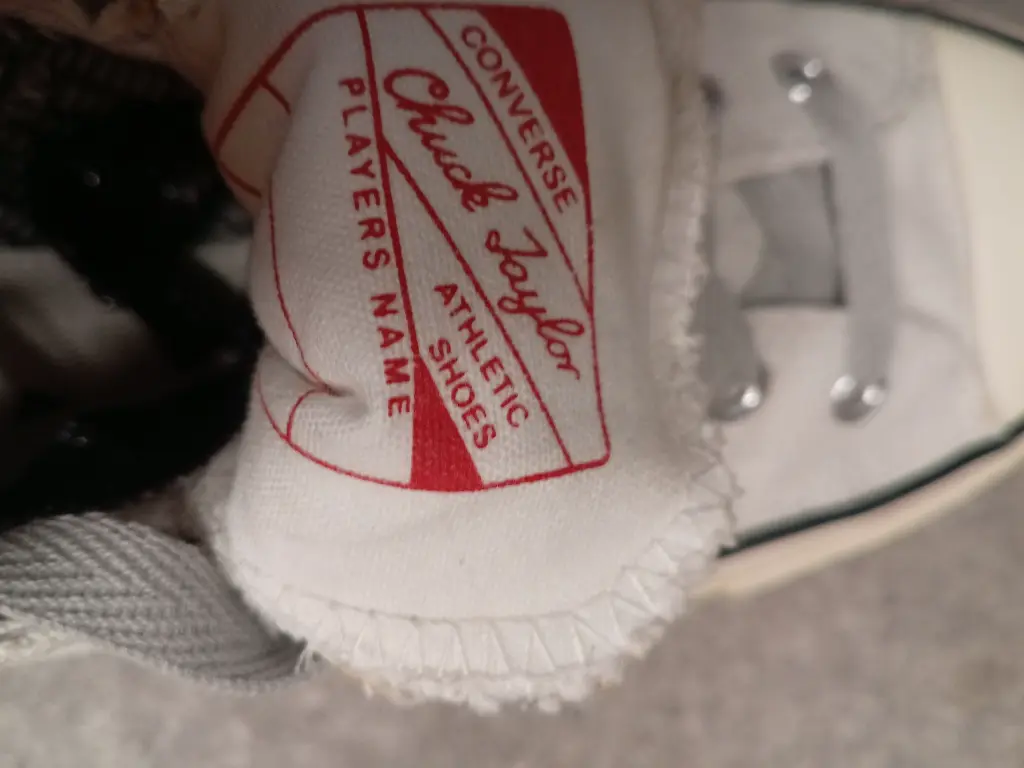 CONVERSE
Chuck Taylor
ATHLETIC
SHOES
PLAYERS NAME